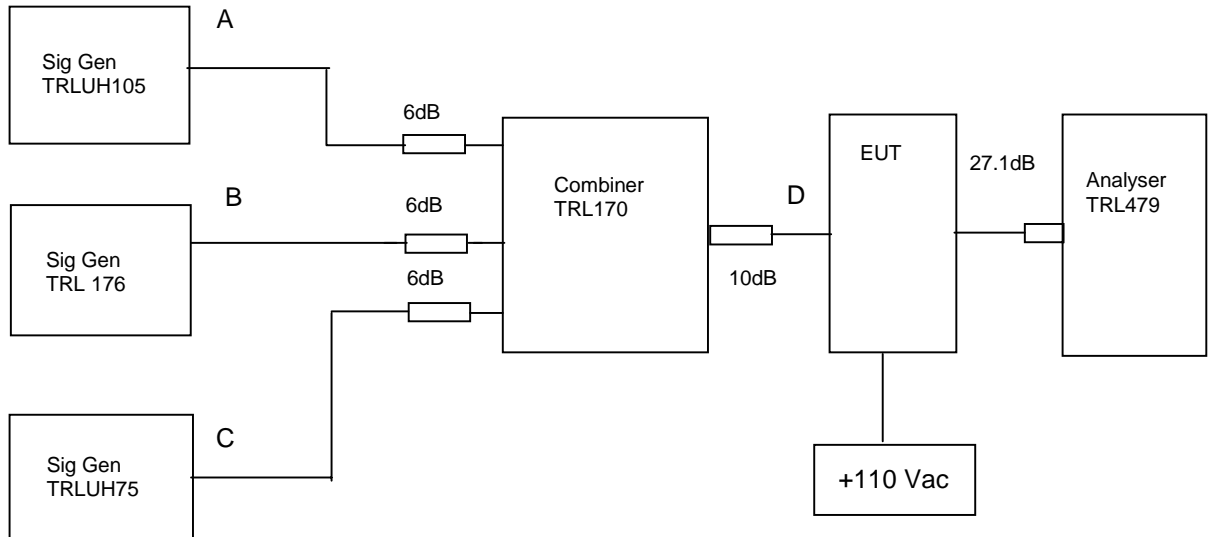 A
Sig Gen
TRLUH105
6dB
B
Sig Gen
TRL 176
6dB
6dB
C
Sig Gen
TRLUH75
Combiner
TRL170
10dB
D
EUT
27.1dB
Analyser
TRL479
+110 Vac